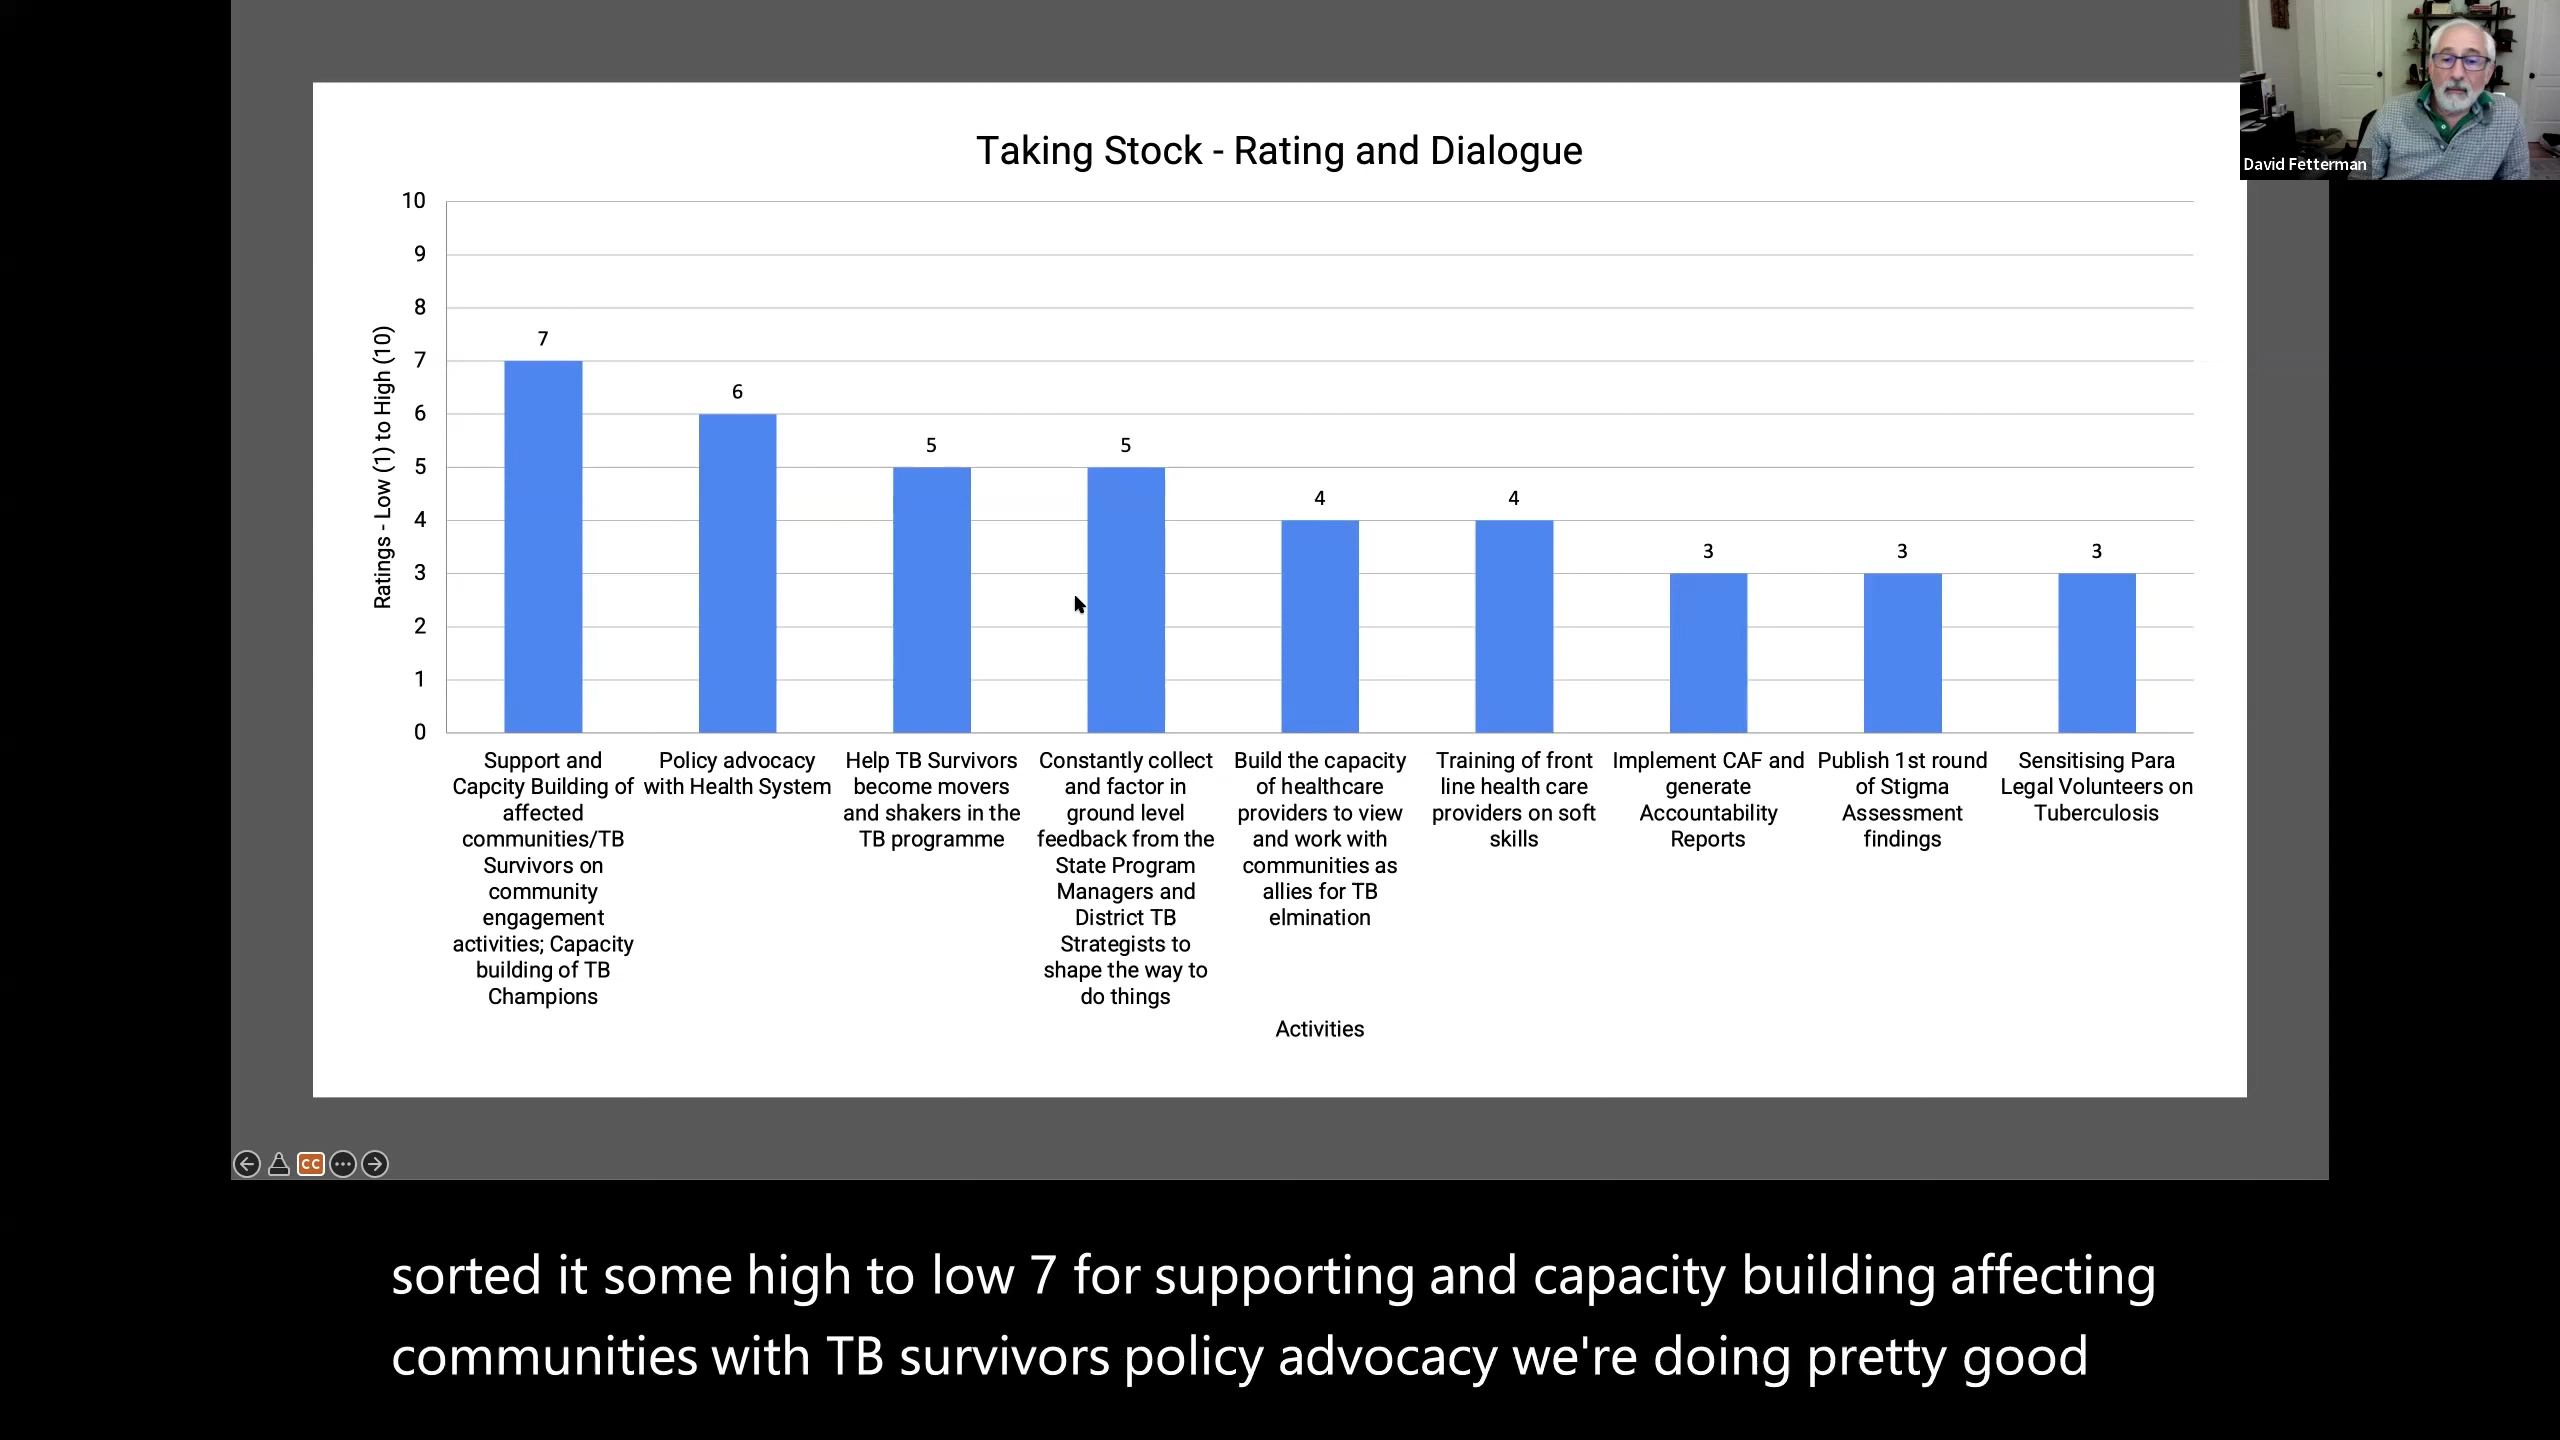 David Fetterman
Taking Stock - Rating and Dialogue
Ratings - Low (1) to High (10)
10
9
8
7
6
5
4
3
2
1
0
7
6
5
5
4
4
3
3
3
Support and
Capcity Building of
affected
communities/TB
Survivors on
community
engagement
activities; Capacity
building of TB
Champions
Policy advocacy
with Health System
Help TB Survivors
become movers
and shakers in the
TB programme
Constantly collect
and factor in
ground level
feedback from the
State Program
Managers and
District TB
Strategists to
shape the way to
do things
Build the capacity
of healthcare
providers to view
and work with
communities as
allies for TB
elmination
Training of front
line health care
providers on soft
skills
Implement CAF and
generate
Accountability
Reports
Publish 1st round
of Stigma
Assessment
findings
Sensitising Para
Legal Volunteers on
Tuberculosis
Activities
CC
sorted it some high to low 7 for supporting and capacity building affecting
communities with TB survivors policy advocacy we're doing pretty good